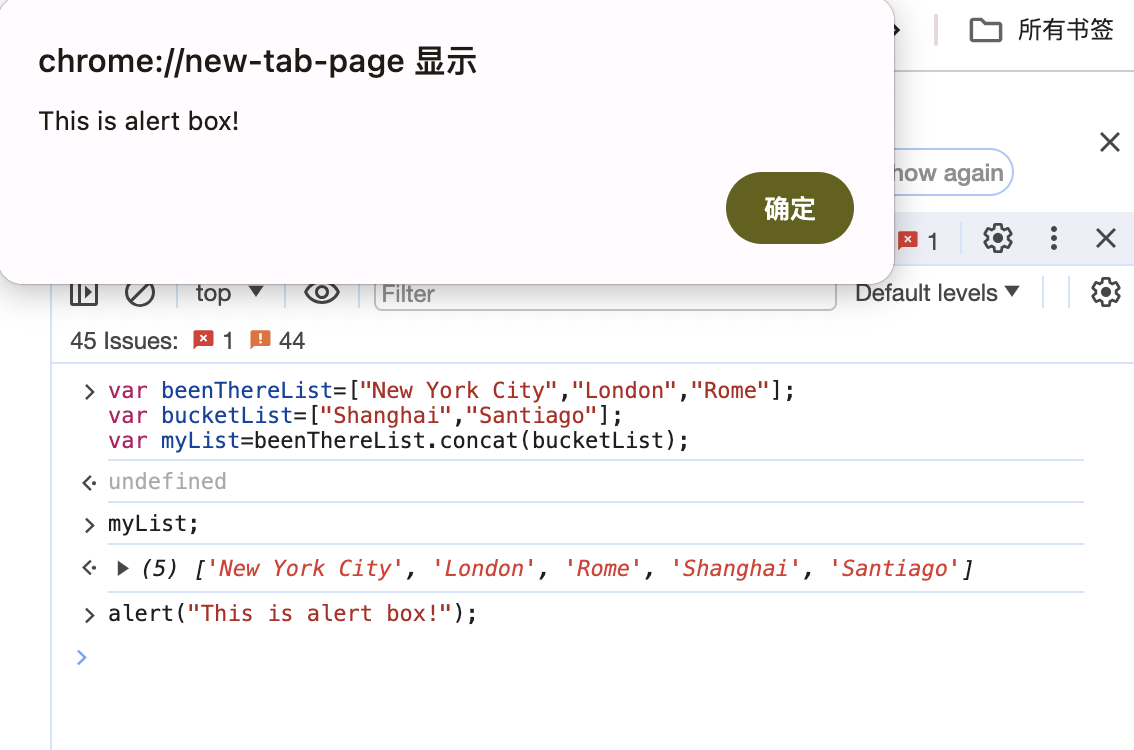 chrome://new-tab-page 显示
This is alert box!
确定
所有书签
how again
1
top
Filter
Default levels
45 Issues: 1 44
var beenThereList=["New York City","London","Rome"];
var bucketList=["Shanghai","Santiago"];
var myList=beenThereList.concat(bucketList);
undefined
myList;
(5) ['New York City', 'London', 'Rome', 'Shanghai', 'Santiago']
alert("This is alert box!");